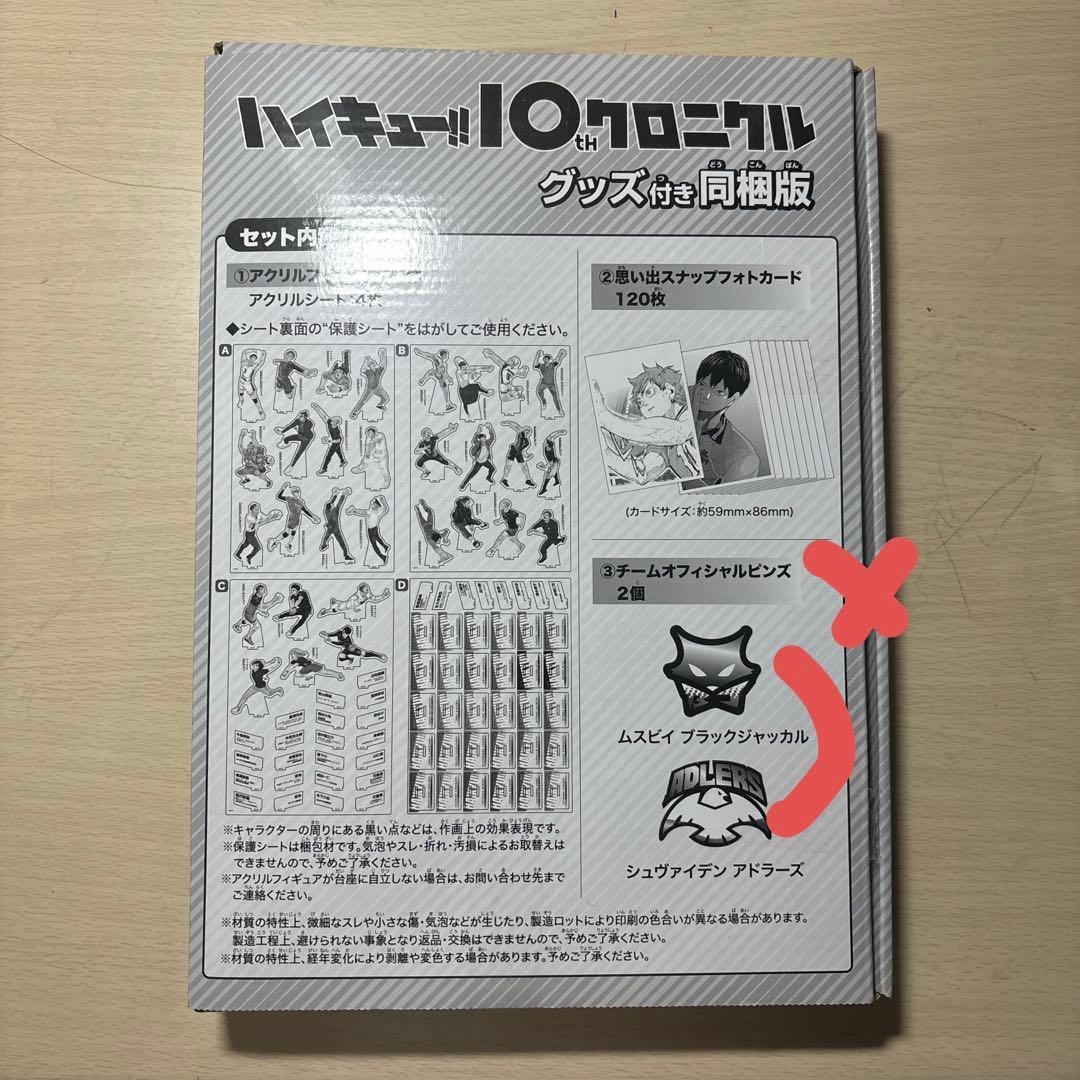 ハイキュー!! 10thクロニクル
グッズ付き同梱版
セット内
①アクリルフ
アクリルシート:4枚
◆シート裏面の“保護シート”をはがしてご使用ください。
A
B
C
D
②思い出スナップフォトカード
120枚
(カードサイズ:約59mm×86mm)
③チームオフィシャルピンズ
2個
ムスビイ ブラックジャッカル
ADLERS
シュヴァイデン アドラーズ
※キャラクターの周りにある黒い点などは、作画上の効果表現です。
※保護シートは梱包材です。気泡やスレ・折れ・汚損によるお取替えは
できませんので、予めご了承ください。
※アクリルフィギュアが台座に自立しない場合は、お問い合わせ先まで
ご連絡ください。
※材質の特性上、微細なスレや小さな傷・気泡などが生じたり、製造ロットにより印刷の色合いが異なる場合があります。
製造工程上、避けられない事象となり返品・交換はできませんので、予めご了承ください。
※材質の特性上、経年変化により剥離や変色する場合があります。予めご了承ください。